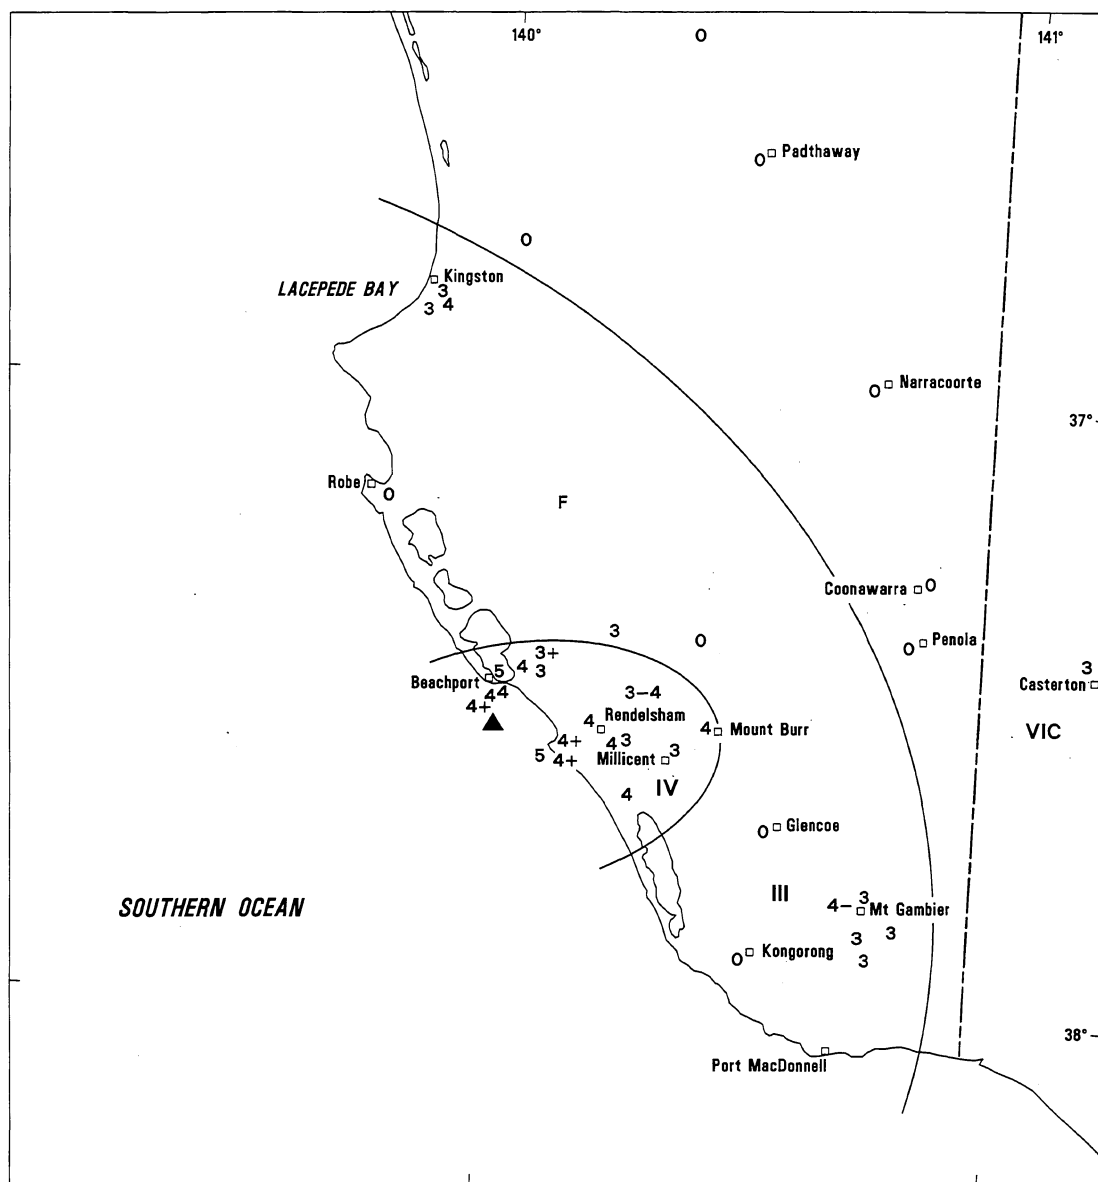 140° O 141°
O Padthaway
O
Kingston
LACEPEDE BAY 3
3 4
Narracoorte
O
37°
Robe
O
F
Coonawarra O
3 O Penola
O
3+
5 4 3 3
Beachport Casterton
4 4 3-4
4+
4 Rendelsham 4 Mount Burr VIC
4+ 4 3
5 4+ Millicent 3
IV
4
O Glencoe
III 3
SOUTHERN OCEAN 4- Mt Gambier
3 3
O Kongorong 3
38°
Port MacDonnell